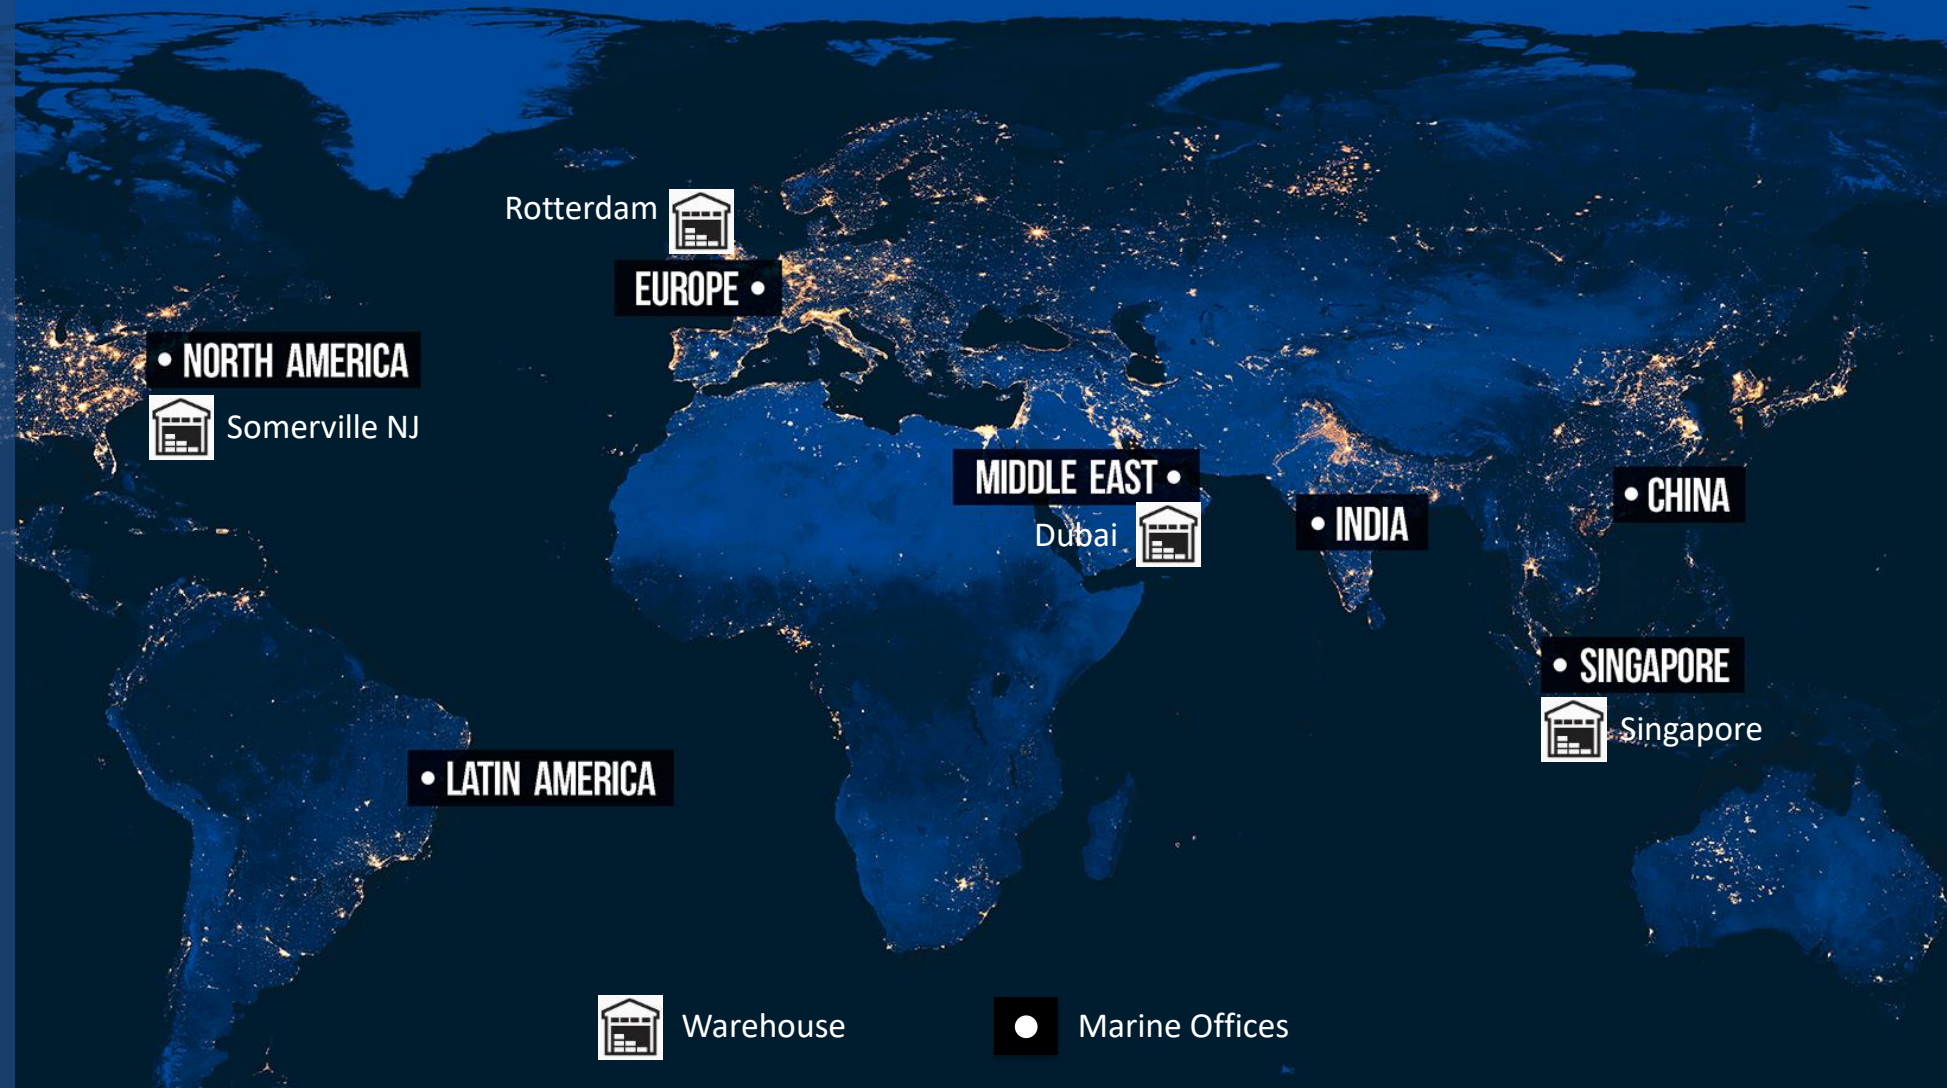 Rotterdam
EUROPE
NORTH AMERICA
Somerville NJ
MIDDLE EAST
Dubai
INDIA
CHINA
SINGAPORE
Singapore
LATIN AMERICA
Warehouse
Marine Offices